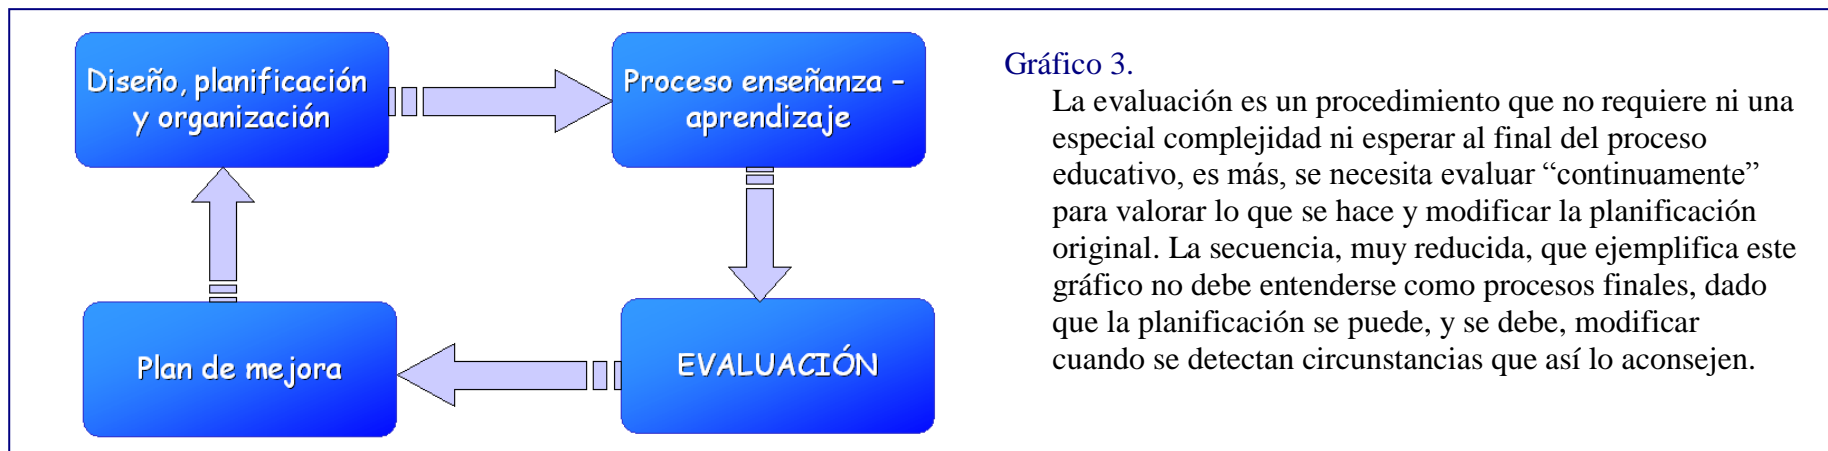 Diseño, planificación
y organización
Proceso enseñanza –
aprendizaje
Plan de mejora
EVALUACIÓN
Gráfico 3.
La evaluación es un procedimiento que no requiere ni una
especial complejidad ni esperar al final del proceso
educativo, es más, se necesita evaluar “continuamente”
para valorar lo que se hace y modificar la planificación
original. La secuencia, muy reducida, que ejemplifica este
gráfico no debe entenderse como procesos finales, dado
que la planificación se puede, y se debe, modificar
cuando se detectan circunstancias que así lo aconsejen.